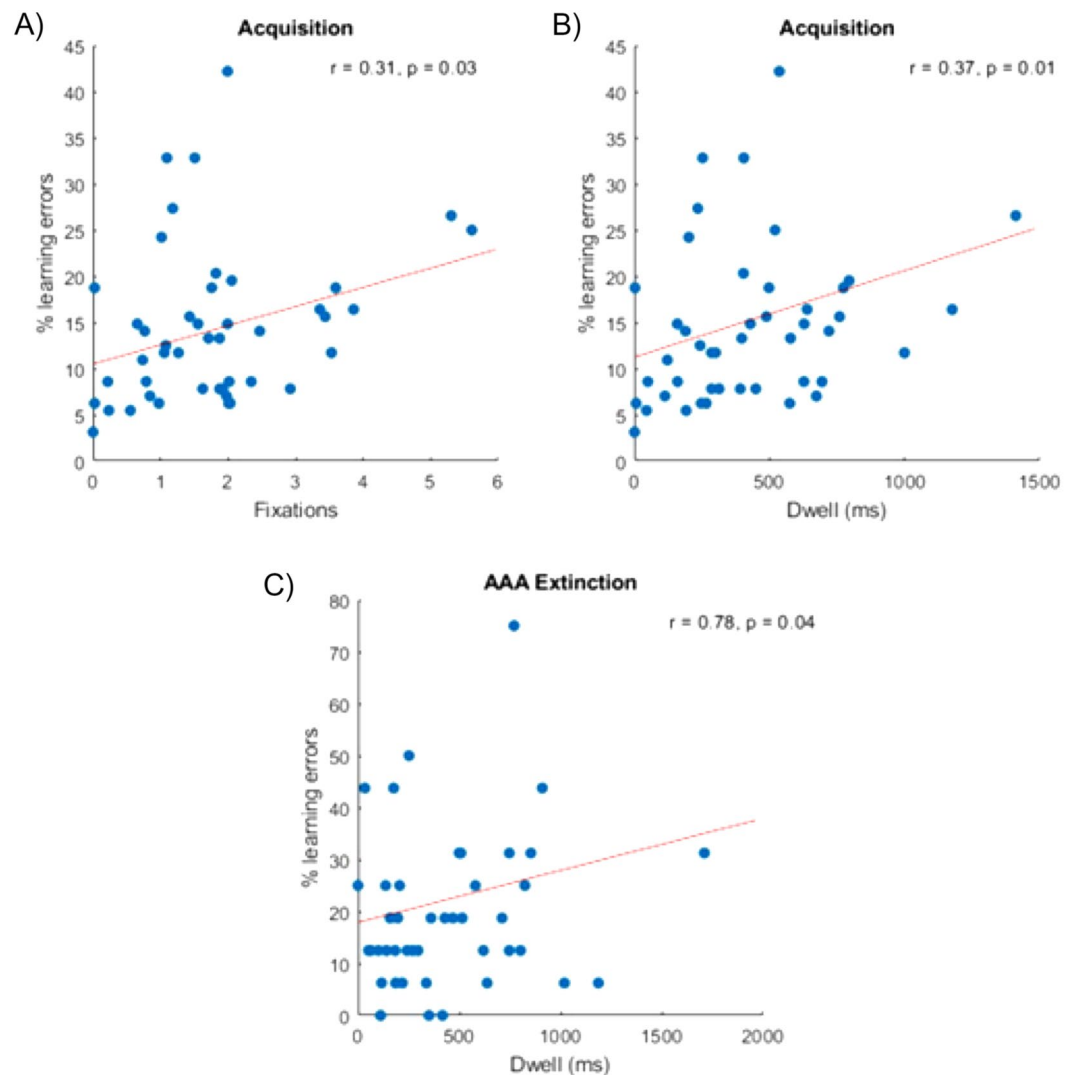 A)
Acquisition
r = 0.31, p = 0.03
% learning errors
45
40
35
30
25
20
15
10
5
0
0 1 2 3 4 5 6
Fixations
B)
Acquisition
r = 0.37, p = 0.01
% learning errors
45
40
35
30
25
20
15
10
5
0
0 500 1000 1500
Dwell (ms)
C)
AAA Extinction
r = 0.78, p = 0.04
% learning errors
80
70
60
50
40
30
20
10
0
0 500 1000 1500 2000
Dwell (ms)